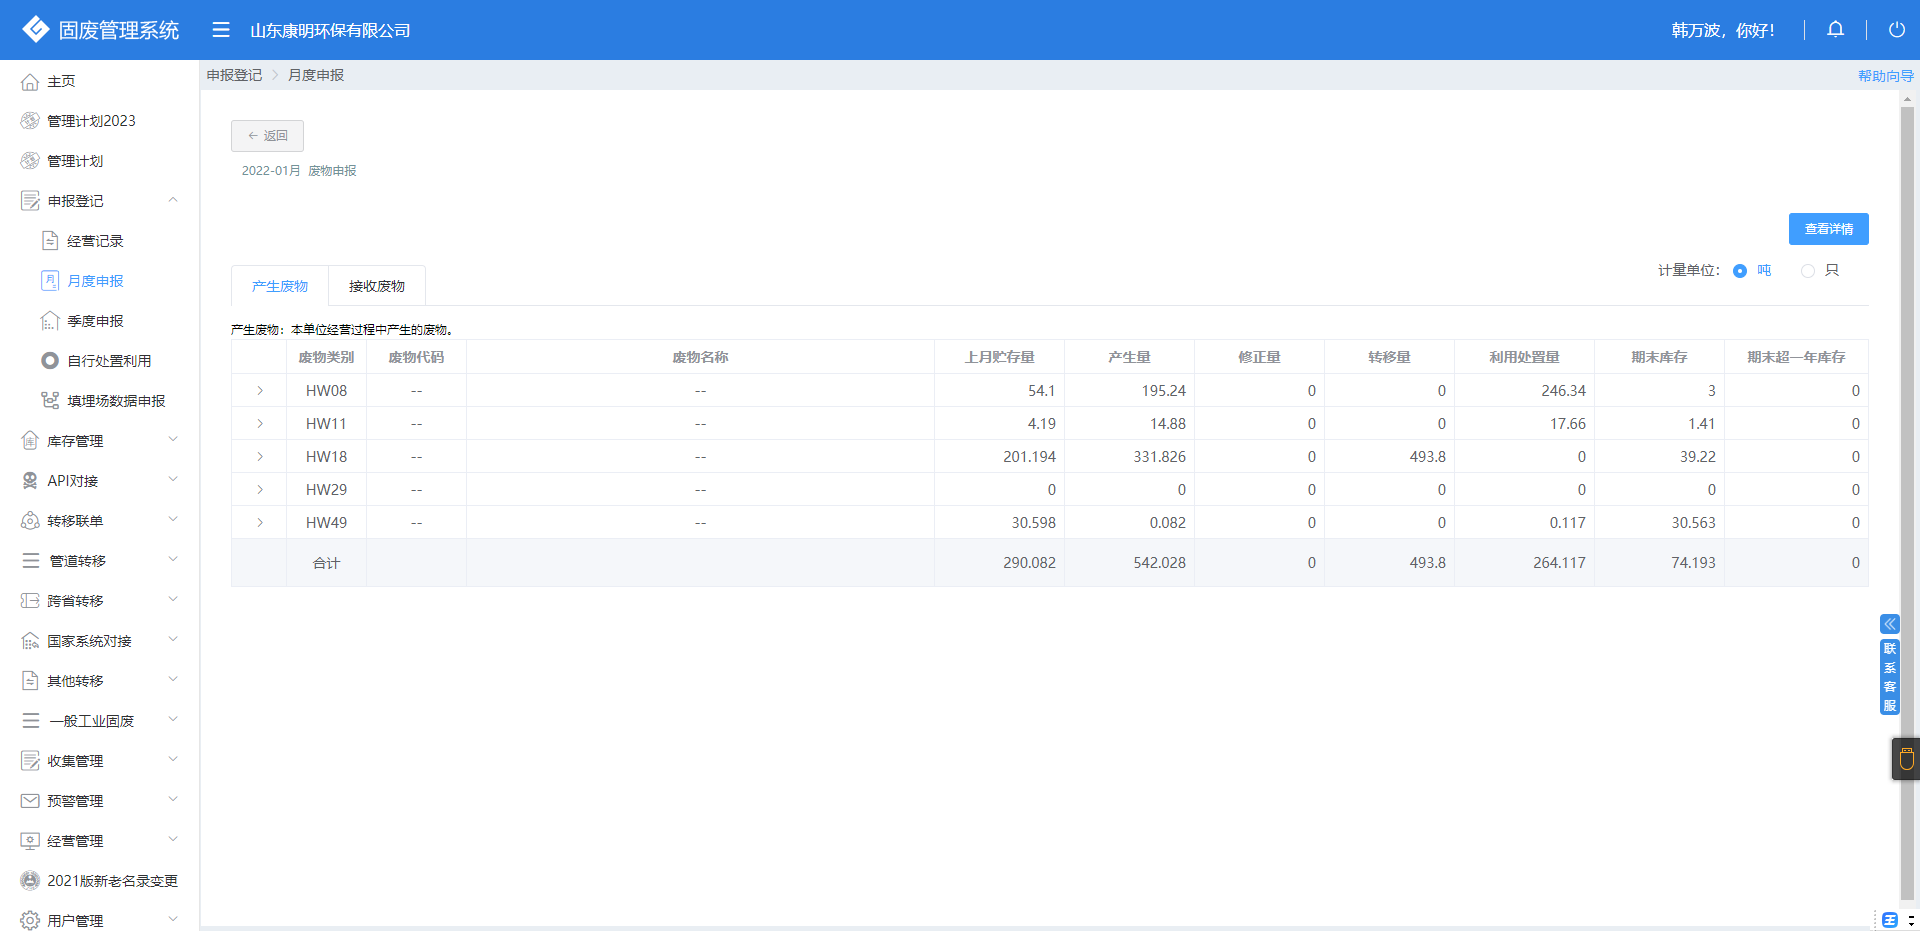 固废管理系统 山东康明环保有限公司 韩万波，你好！
申报登记 > 月度申报 帮助向导
主页
管理计划2023
管理计划
申报登记
经营记录
月度申报
季度申报
自行处置利用
填埋场数据申报
库存管理
API对接
转移联单
管道转移
跨省转移
国家系统对接
其他转移
一般工业固废
收集管理
预警管理
经营管理
2021版新老名录变更
用户管理
← 返回
2022-01月 废物申报
查看详情
计量单位： 吨 只
产生废物 接收废物
产生废物：本单位经营过程中产生的废物。
废物类别 废物代码 废物名称 上月贮存量 产生量 修正量 转移量 利用处置量 期末库存 期末超一年库存
HW08 -- -- 54.1 195.24 0 0 246.34 3 0
HW11 -- -- 4.19 14.88 0 0 17.66 1.41 0
HW18 -- -- 201.194 331.826 0 493.8 0 39.22 0
HW29 -- -- 0 0 0 0 0 0 0
HW49 -- -- 30.598 0.082 0 0 0.117 30.563 0
合计 290.082 542.028 0 493.8 264.117 74.193 0
联系客服